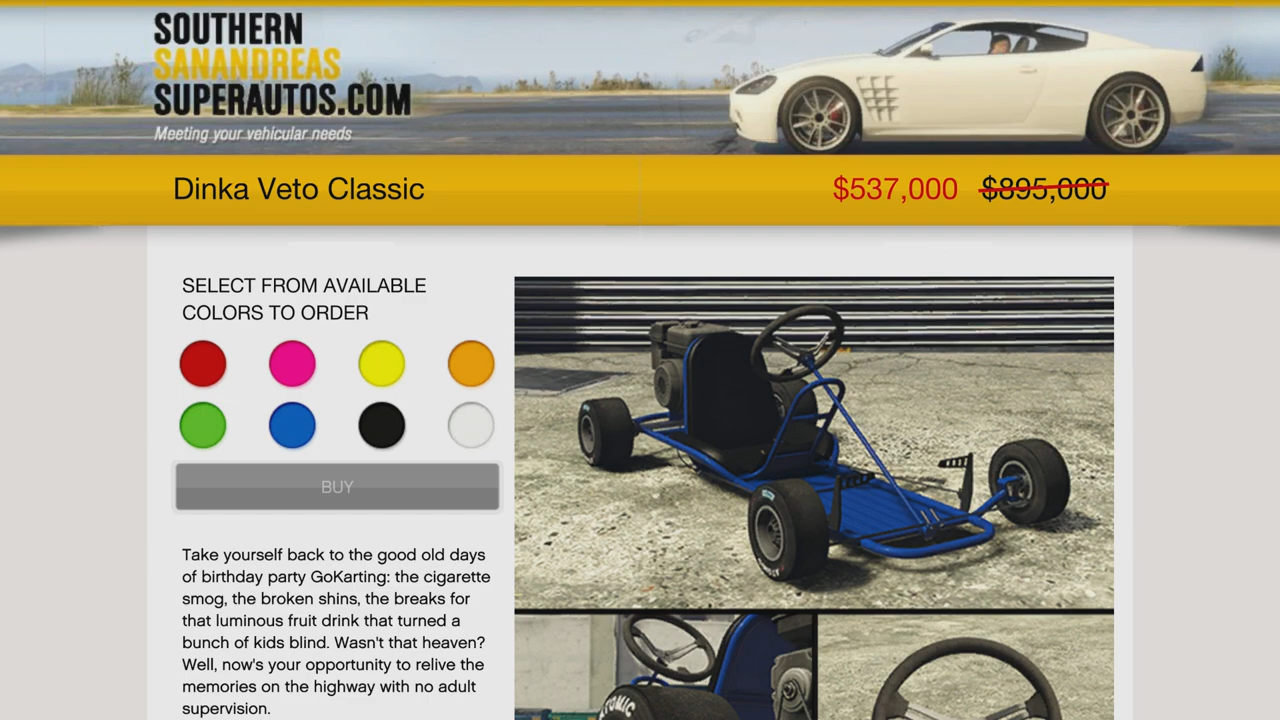 SOUTHERN
SANANDREAS
SUPERAUTOS.COM
Meeting your vehicular needs
Dinka Veto Classic
$537,000 $895,000
SELECT FROM AVAILABLE
COLORS TO ORDER
BUY
Take yourself back to the good old days
of birthday party GoKarting: the cigarette
smog, the broken shins, the breaks for
that luminous fruit drink that turned a
bunch of kids blind. Wasn't that heaven?
Well, now's your opportunity to relive the
memories on the highway with no adult
supervision.